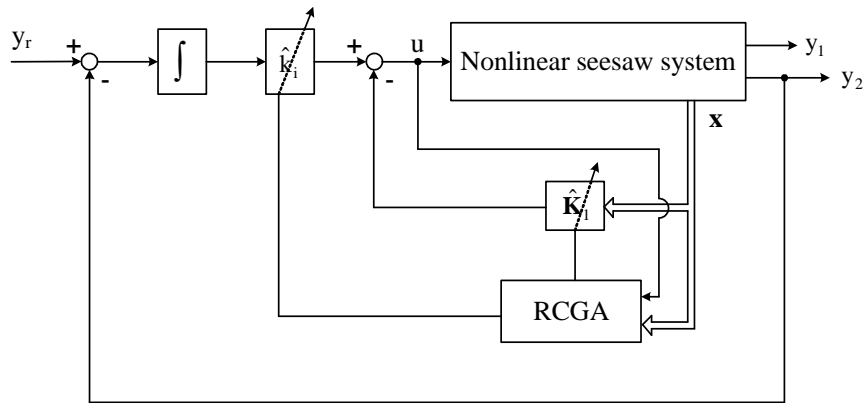 y_r
+
-
∫
k̂_i
+
-
u
Nonlinear seesaw system
y_1
y_2
x
K̂_1
RCGA